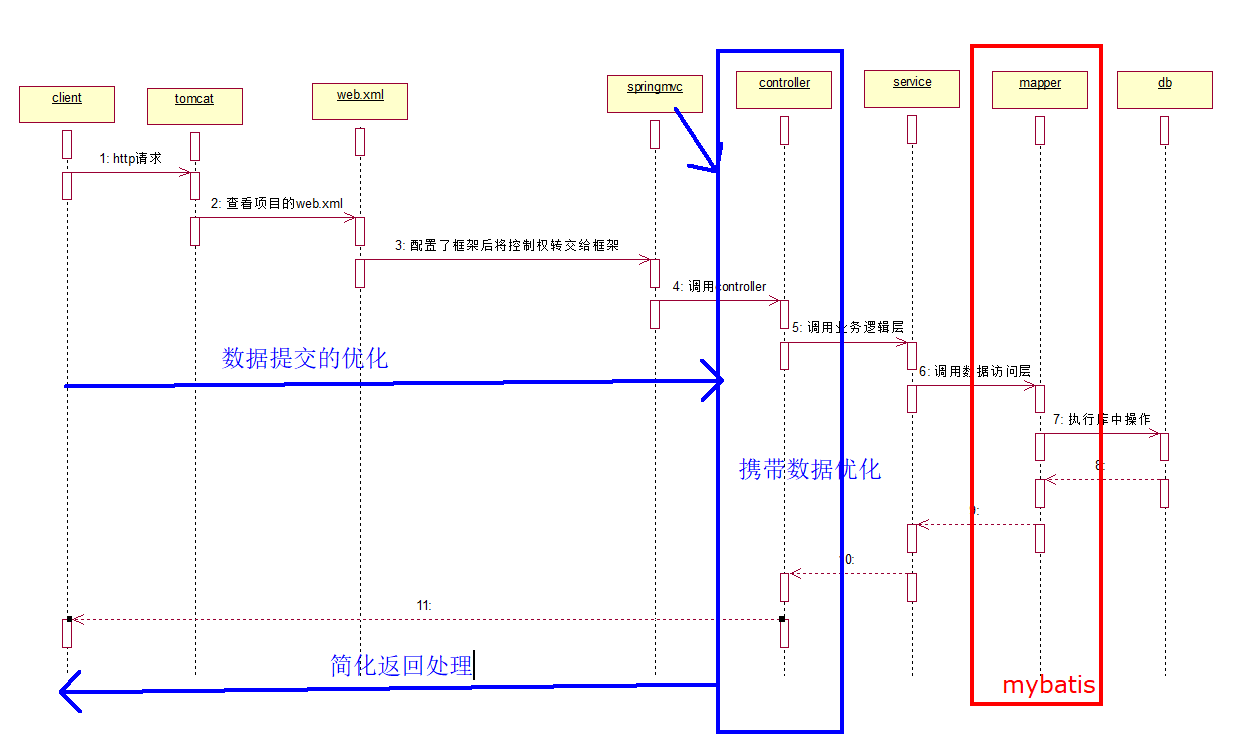 client
tomcat
web.xml
springmvc
controller
service
mapper
db
1: http请求
2: 查看项目的web.xml
3: 配置了框架后将控制权转交给框架
4: 调用controller
5: 调用业务逻辑层
数据提交的优化
6: 调用数据访问层
7: 执行库中操作
携带数据优化
8:
9:
10:
11:
简化返回处理
mybatis